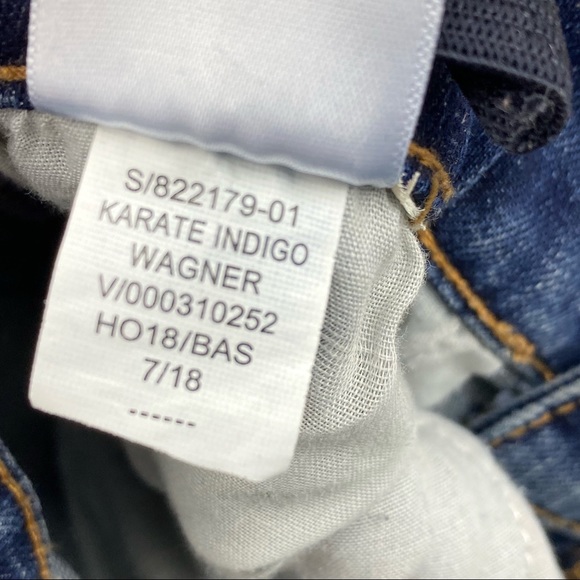 S/822179-01
KARATE INDIGO
WAGNER
V/000310252
HO18/BAS
7/18
------